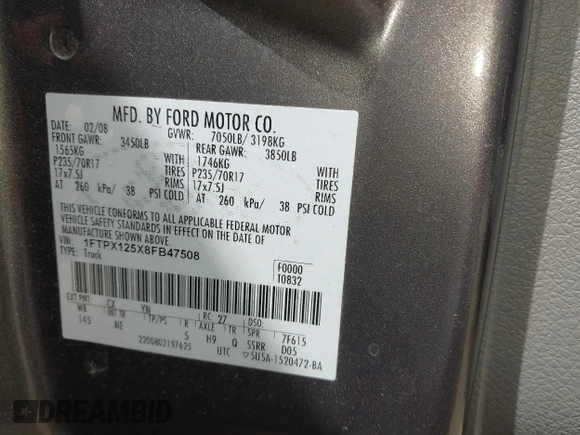 MFD. BY FORD MOTOR CO.
DATE: 02/08 GVWR: 7050LB/ 3198KG
FRONT GAWR: 3450LB REAR GAWR: 3850LB
1565KG WITH 1746KG WITH
P235/70R17 TIRES P235/70R17 TIRES
17x7.5J RIMS 17x7.5J RIMS
AT 260 kPa/ 38 PSI COLD AT 260 kPa/ 38 PSI COLD
THIS VEHICLE CONFORMS TO ALL APPLICABLE FEDERAL MOTOR
VEHICLE SAFETY STANDARDS IN EFFECT ON THE DATE OF
MANUFACTURE SHOWN ABOVE.
VIN: 1FTPX125X8FB47508 F0000
TYPE: Truck T0832
EXT PNT: CX YN RC: 27 DSO:
WB INT TR TP/PS R AXLE TR SPR 7F615
145 NE 5 H9 Q SSRR D05
2200802197625 UTC ▽5U5A-1520472-BA
DREAMBID